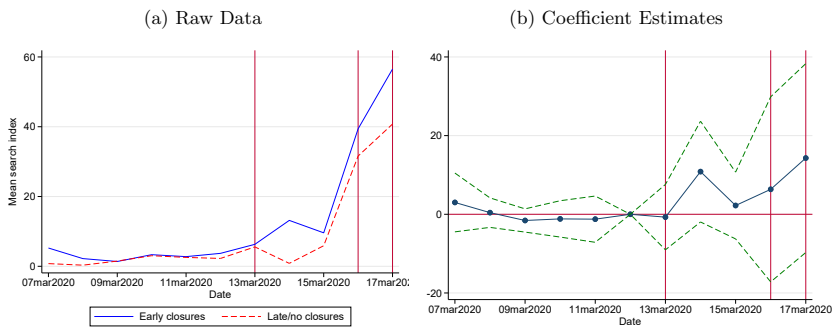 (a) Raw Data
60
40
20
0
Mean search index
07mar2020 09mar2020 11mar2020 13mar2020 15mar2020 17mar202
Date
Early closures Late/no closures
(b) Coefficient Estimates
40
20
0
-20
07mar2020 09mar2020 11mar2020 13mar2020 15mar2020 17mar2020
Date